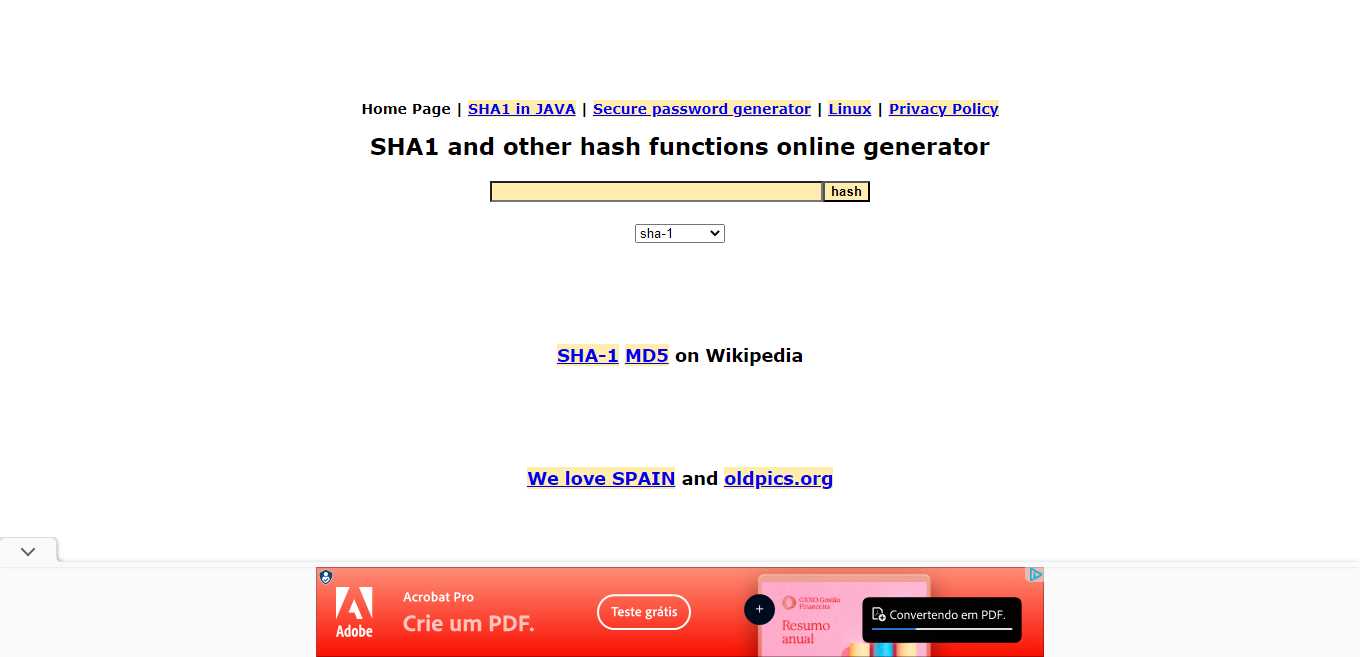 Home Page | SHA1 in JAVA | Secure password generator | Linux | Privacy Policy
SHA1 and other hash functions online generator
hash
sha-1
SHA-1 MD5 on Wikipedia
We love SPAIN and oldpics.org
Adobe
Acrobat Pro
Crie um PDF.
Teste grátis
+
Resumo
anual
Convertendo em PDF.